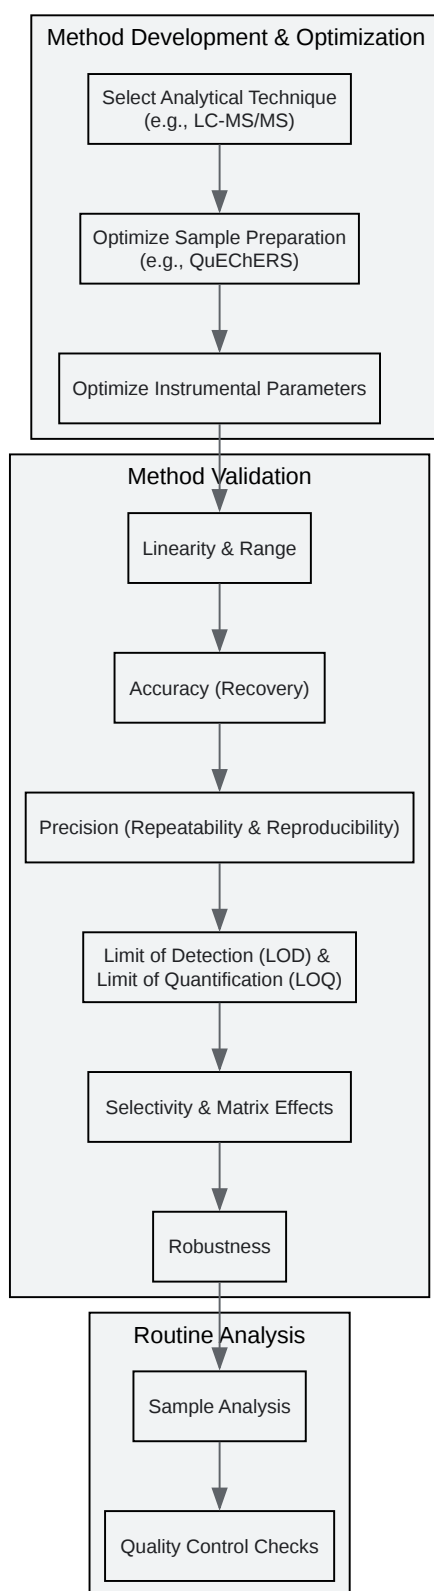 Method Development & Optimization
Select Analytical Technique
(e.g., LC-MS/MS)
Optimize Sample Preparation
(e.g., QuEChERS)
Optimize Instrumental Parameters
Method Validation
Linearity & Range
Accuracy (Recovery)
Precision (Repeatability & Reproducibility)
Limit of Detection (LOD) &
Limit of Quantification (LOQ)
Selectivity & Matrix Effects
Robustness
Routine Analysis
Sample Analysis
Quality Control Checks